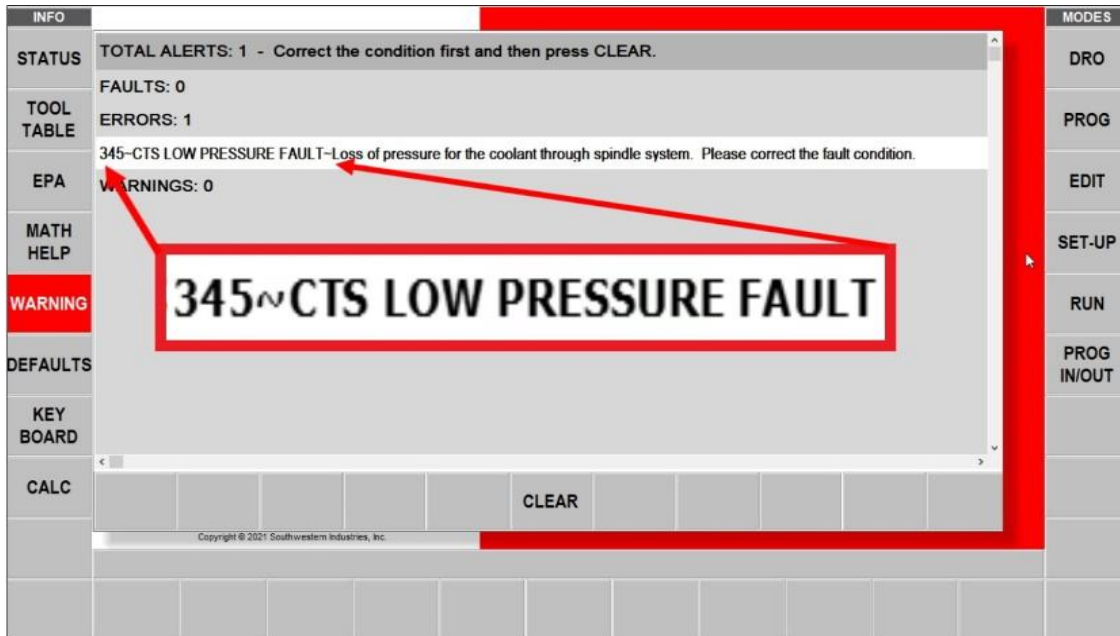 INFO
MODES
STATUS
TOOL
TABLE
EPA
MATH
HELP
WARNING
DEFAULTS
KEY
BOARD
CALC
TOTAL ALERTS: 1 - Correct the condition first and then press CLEAR.
FAULTS: 0
ERRORS: 1
345~CTS LOW PRESSURE FAULT~Loss of pressure for the coolant through spindle system. Please correct the fault condition.
WARNINGS: 0
345~CTS LOW PRESSURE FAULT
CLEAR
Copyright © 2021 Southwestern Industries, Inc.
DRO
PROG
EDIT
SET-UP
RUN
PROG
IN/OUT